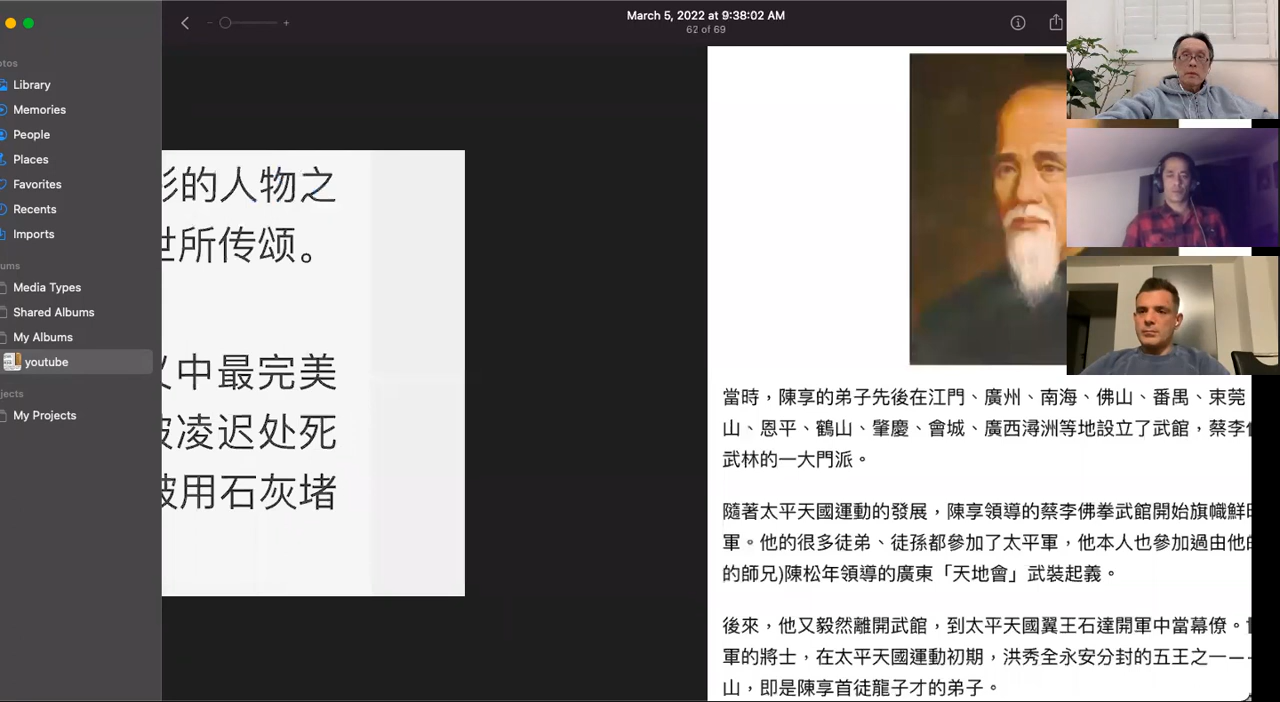 March 5, 2022 at 9:38:02 AM
62 of 69
Library
Memories
People
Places
Favorites
Recents
Imports
Media Types
Shared Albums
My Albums
youtube
My Projects
的人物之
所传颂。
中最完美
凌迟处死
被用石灰堵
當時，陳享的弟子先後在江門、廣州、南海、佛山、番禺、東莞
山、恩平、鶴山、肇慶、會城、廣西潯洲等地設立了武館，蔡李
武林的一大門派。
隨著太平天國運動的發展，陳享領導的蔡李佛拳武館開始旗幟鮮
軍。他的很多徒弟、徒孫都參加了太平軍，他本人也參加過由他
的師兄)陳松年領導的廣東「天地會」武裝起義。
後來，他又毅然離開武館，到太平天國翼王石達開軍中當幕僚。
軍的將士，在太平天國運動初期，洪秀全永安分封的五王之一
山，即是陳享首徒龍子才的弟子。